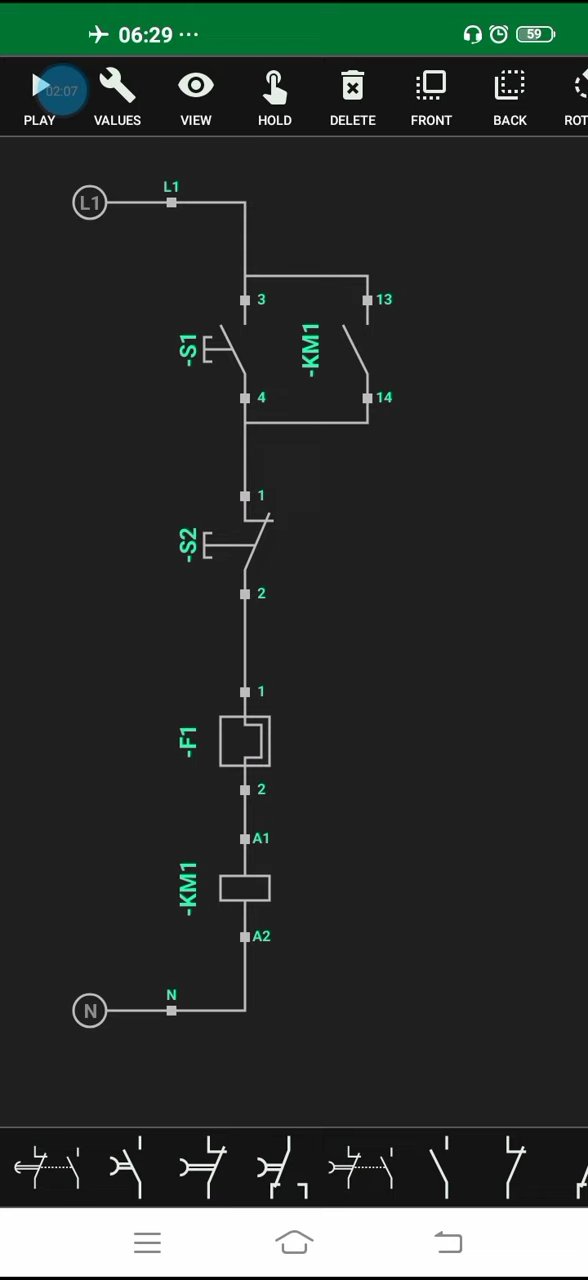 06:29 ...
59
02:07
PLAY VALUES VIEW HOLD DELETE FRONT BACK ROT
L1
L1
3 13
-S1 -KM1
4 14
1
-S2
2
1
-F1
2
A1
-KM1
A2
N
N